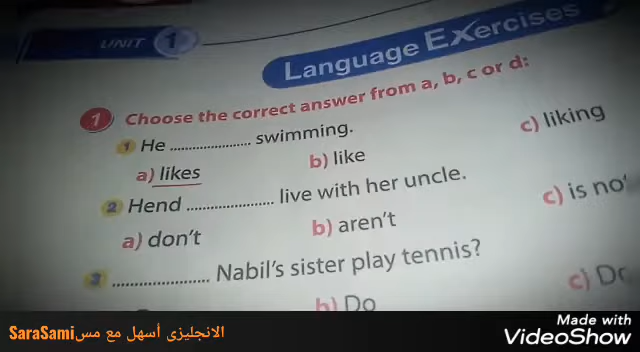 UNIT 1
Language Exercises
1 Choose the correct answer from a, b, c or d:
1 He .................... swimming.
a) likes b) like c) liking
2 Hend .................... live with her uncle.
a) don't b) aren't c) is no
3 .................... Nabil's sister play tennis?
b) Do c)
الانجليزى أسهل مع مس SaraSami
Made with
VideoShow